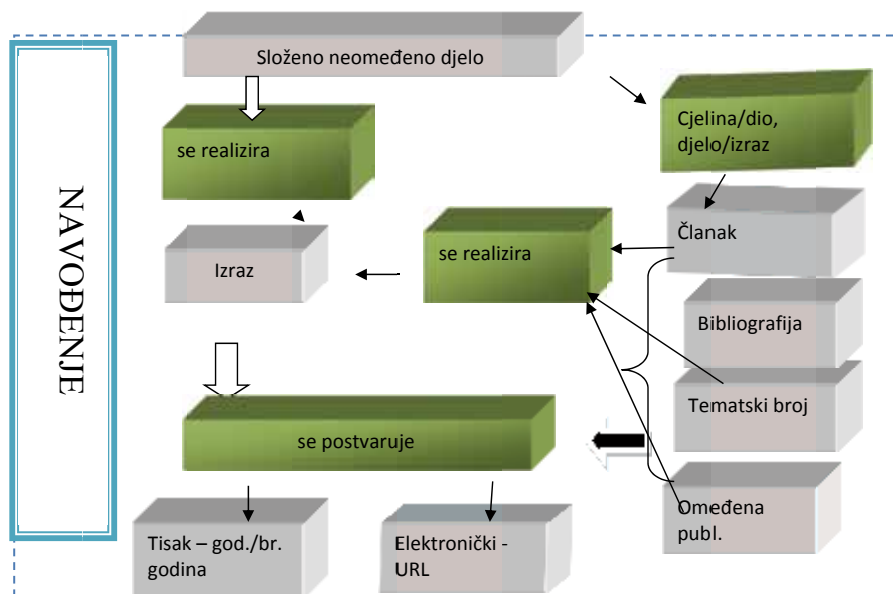 NAVOĐENJE
Složeno neomeđeno djelo
se realizira
Cjelina/dio,
djelo/izraz
Članak
Izraz
se realizira
Bibliografija
Tematski broj
se postvaruje
Omeđena
publ.
Tisak – god./br.
godina
Elektronički -
URL